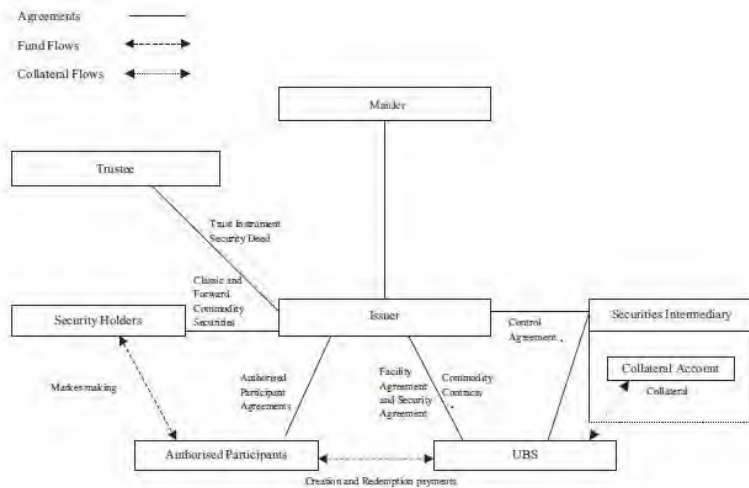 Agreements
Fund Flows
Collateral Flows
Trustee
Trust Instrument
Security Deed
Classic and
Forward
Commodity
Securities
Security Holders
Issuer
Control
Agreement
Securities Intermediary
Collateral Account
Collateral
Market-making
Authorised
Participant
Agreements
Facility
Agreement
and Security
Agreement
Commodity
Contracts
Authorised Participants
UBS
Creation and Redemption payments